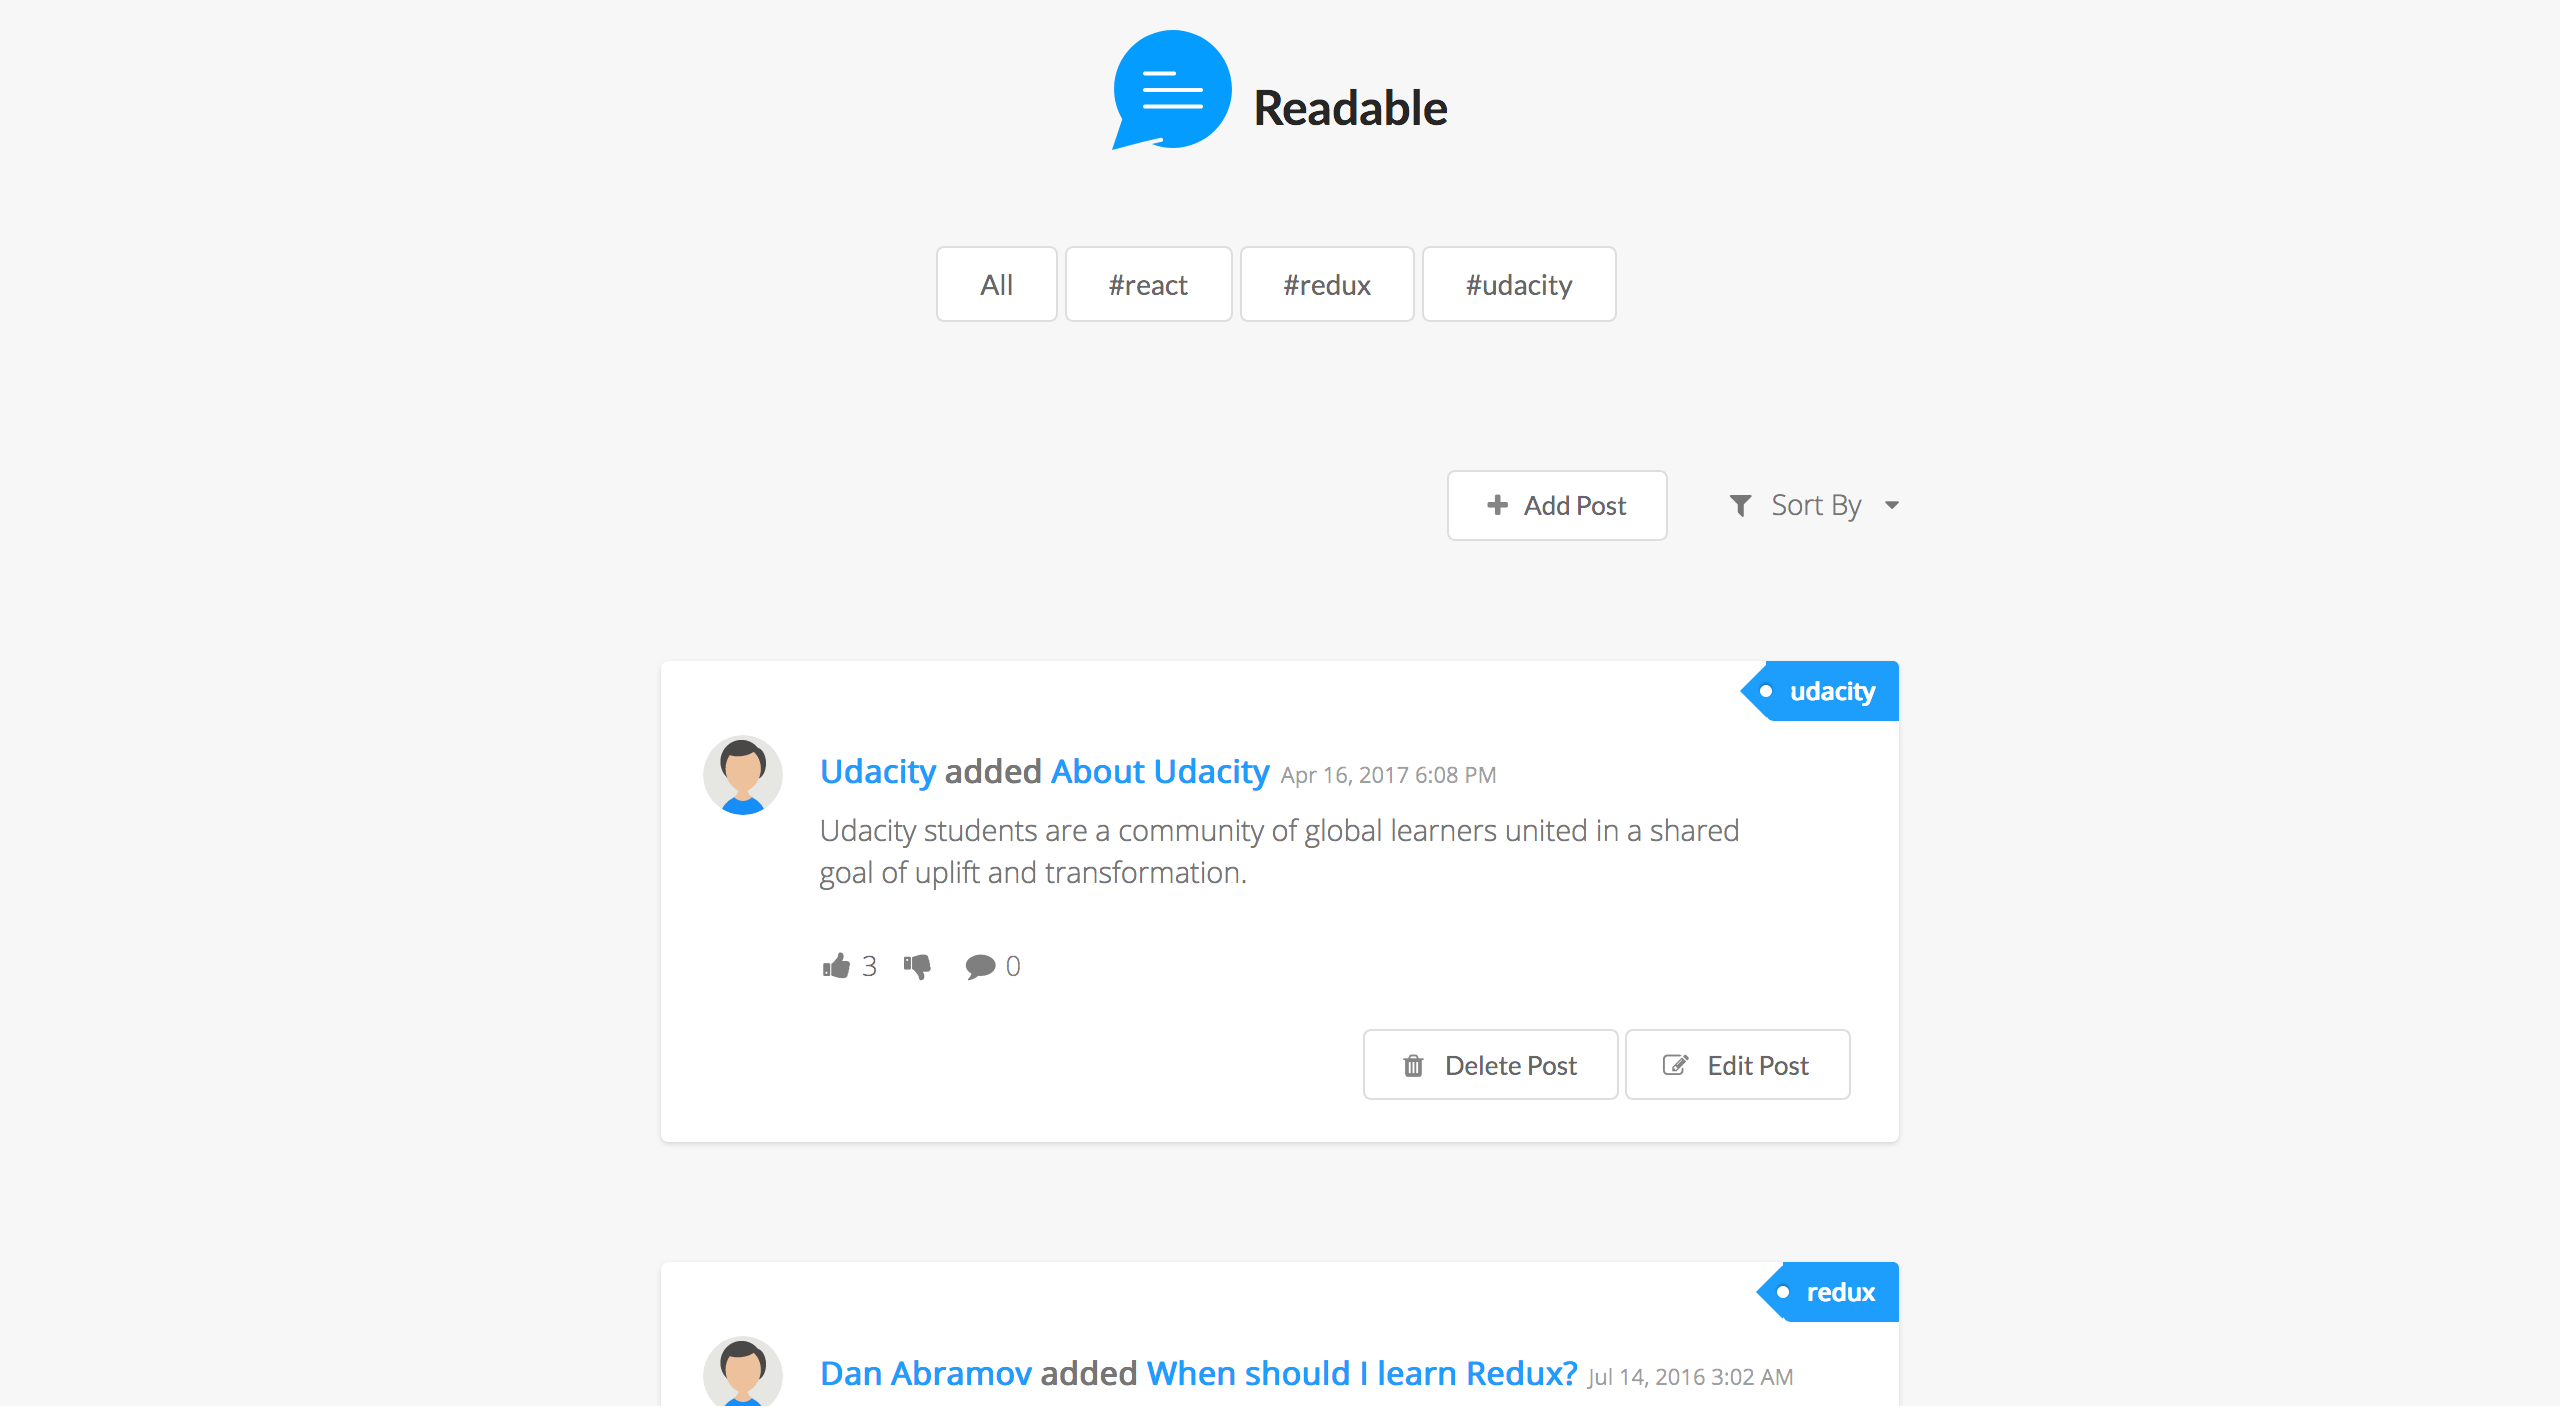 Readable
All #react #redux #udacity
Add Post Sort By
udacity
Udacity added About Udacity Apr 16, 2017 6:08 PM
Udacity students are a community of global learners united in a shared
goal of uplift and transformation.
3 0
Delete Post Edit Post
redux
Dan Abramov added When should I learn Redux? Jul 14, 2016 3:02 AM